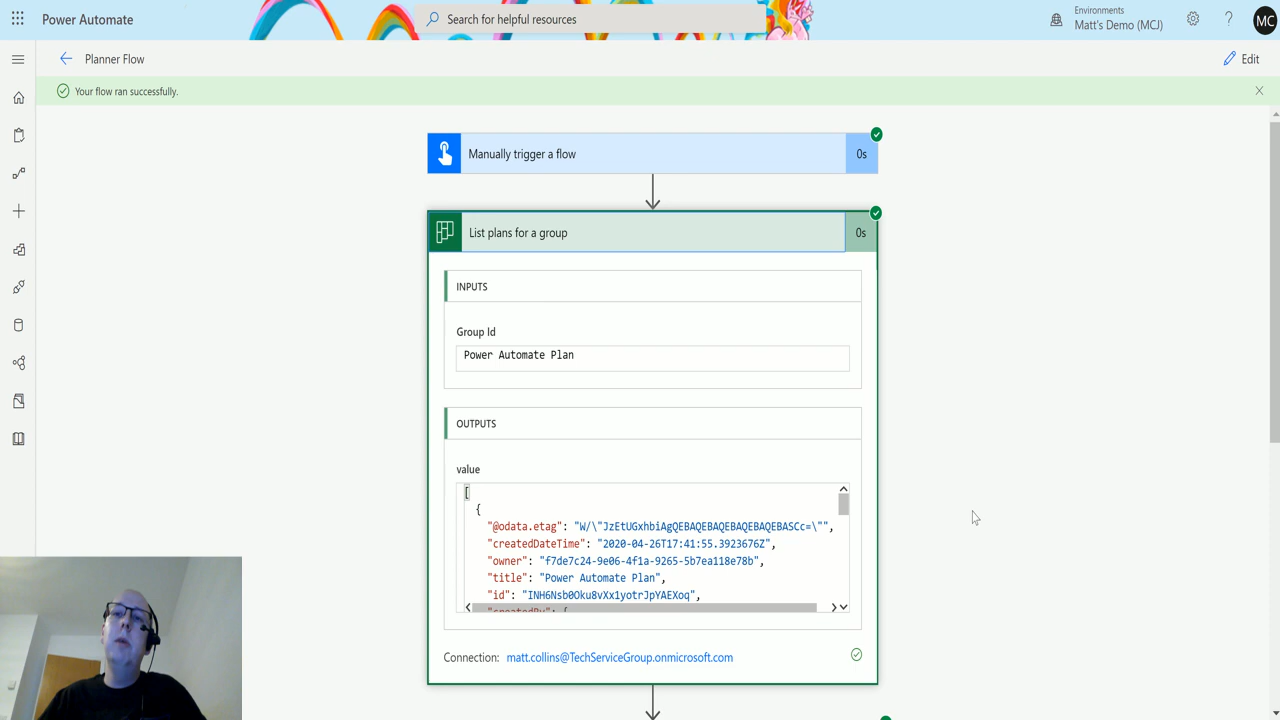 Power Automate
Search for helpful resources
Environments
Matt's Demo (MCJ)
MC
Planner Flow
Edit
Your flow ran successfully.
Manually trigger a flow
0s
List plans for a group
0s
INPUTS
Group Id
Power Automate Plan
OUTPUTS
value
[
{
"@odata.etag": "W/\"JzEtUGxhbiAgQEBAQEBAQEBAQEBAQEBASCc=\"",
"createdDateTime": "2020-04-26T17:41:55.3923676Z",
"owner": "f7de7c24-9e06-4f1a-9265-5b7ea118e78b",
"title": "Power Automate Plan",
"id": "INH6Nsb0Oku8vXx1yotrJpYAEXoq",
"createdBy": {
Connection: matt.collins@TechServiceGroup.onmicrosoft.com